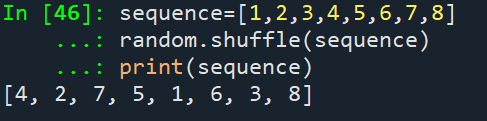 In [46]: sequence=[1,2,3,4,5,6,7,8]
    ...: random.shuffle(sequence)
    ...: print(sequence)
[4, 2, 7, 5, 1, 6, 3, 8]